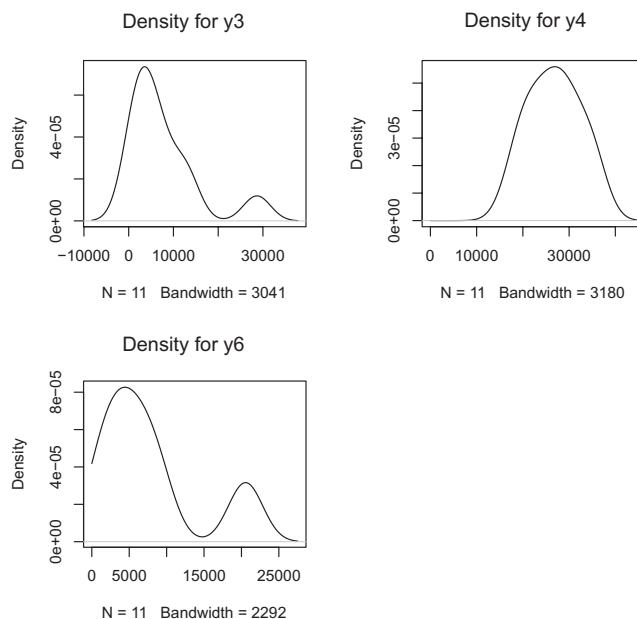 Density for y3
Density
0e+00
4e−05
−10000 0 10000 30000
N = 11 Bandwidth = 3041
Density for y4
Density
0e+00
3e−05
0 10000 30000
N = 11 Bandwidth = 3180
Density for y6
Density
0e+00
4e−05
8e−05
0 5000 15000 25000
N = 11 Bandwidth = 2292